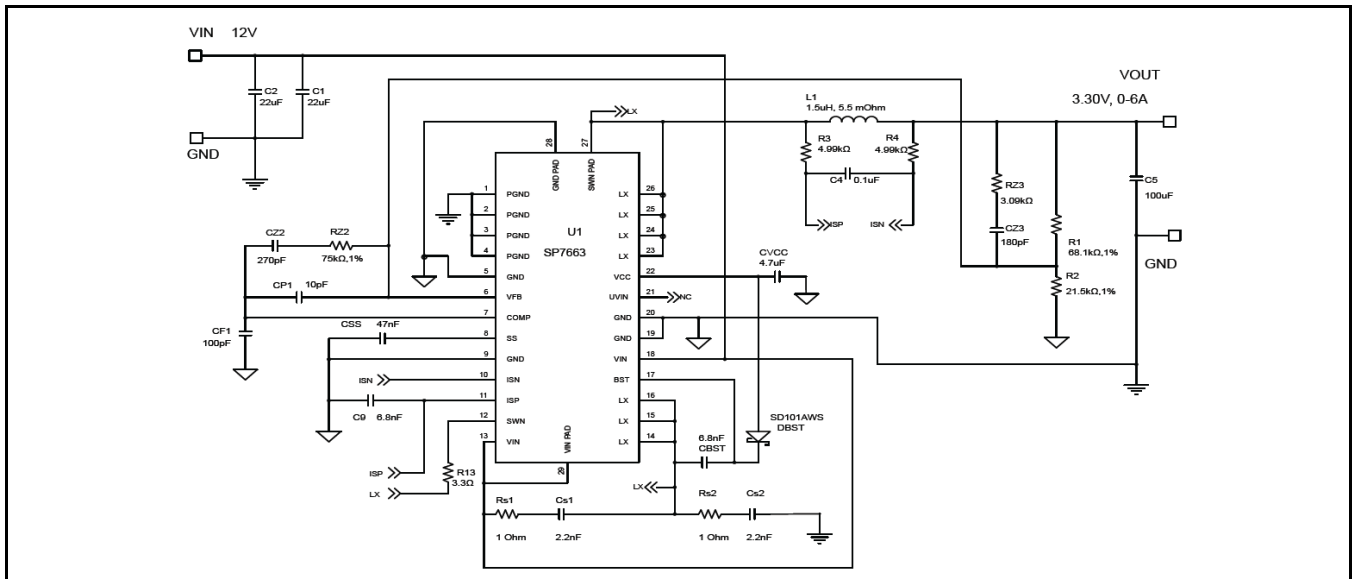 VIN 12V
C2
22uF
C1
22uF
GND
VOUT
3.30V, 0-6A
L1
1.5uH, 5.5 mOhm
LX
R3
4.99kΩ
R4
4.99kΩ
C4 0.1uF
ISP
ISN
RZ3
3.09kΩ
CZ3
180pF
R1
68.1kΩ,1%
R2
21.5kΩ,1%
C5
100uF
GND
28
27
GND PAD
SWN PAD
U1
SP7663
1 PGND
2 PGND
3 PGND
4 PGND
5 GND
6 VFB
7 COMP
8 SS
9 GND
10 ISN
11 ISP
12 SWN
13 VIN
LX 26
LX 25
LX 24
LX 23
VCC 22
UVIN 21
GND 20
GND 19
VIN 18
BST 17
LX 16
LX 15
LX 14
VIN PAD
29
CZ2
270pF
RZ2
75kΩ,1%
CP1 10pF
CF1
100pF
CSS 47nF
ISN
C9 6.8nF
ISP
LX
R13
3.3Ω
CVCC
4.7uF
NC
SD101AWS
DBST
6.8nF
CBST
LX
Rs1
1 Ohm
Cs1
2.2nF
Rs2
1 Ohm
Cs2
2.2nF